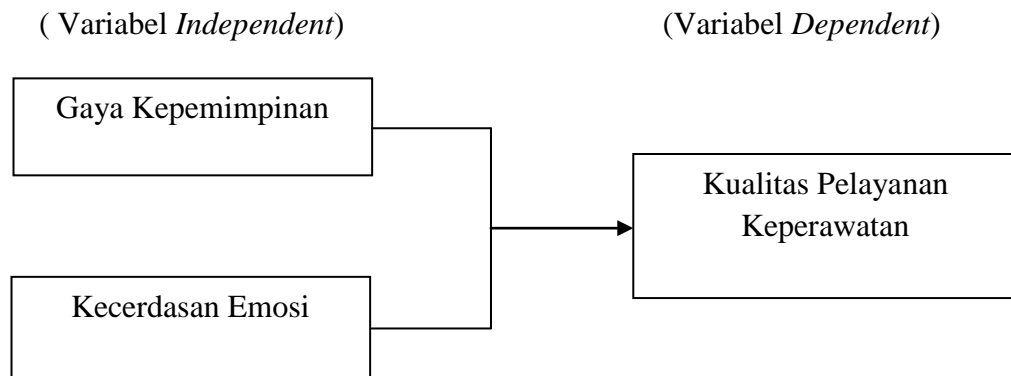 ( Variabel Independent) (Variabel Dependent)
Gaya Kepemimpinan
Kualitas Pelayanan
Keperawatan
Kecerdasan Emosi